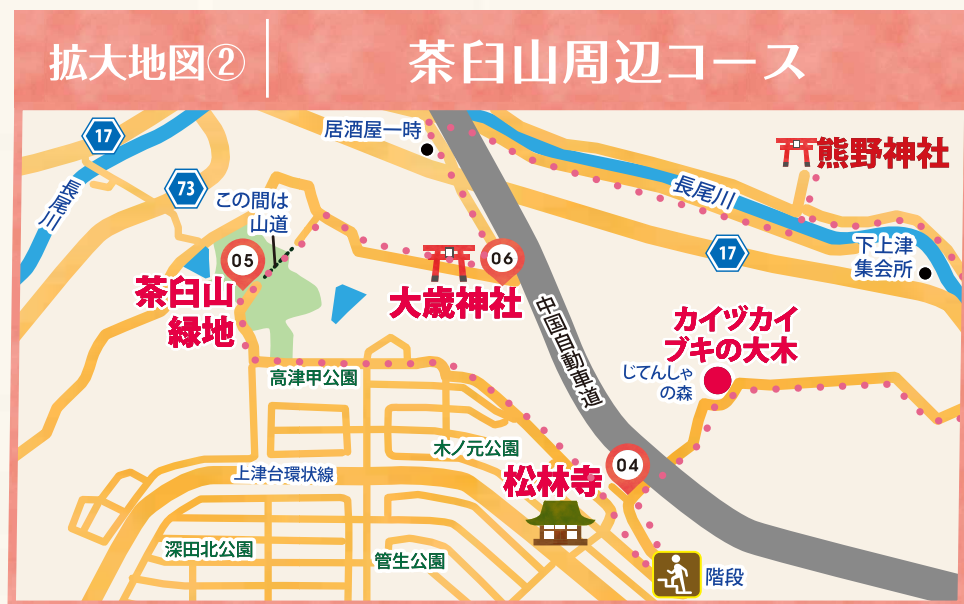 拡大地図②
茶臼山周辺コース
17
居酒屋一時
熊野神社
73
長尾川
この間は
山道
長尾川
17
下上津
集会所
05
06
茶臼山
緑地
大歳神社
中国自動車道
カイヅカイ
ブキの大木
じてんしゃ
の森
高津甲公園
木ノ元公園
上津台環状線
松林寺
04
深田北公園
管生公園
階段